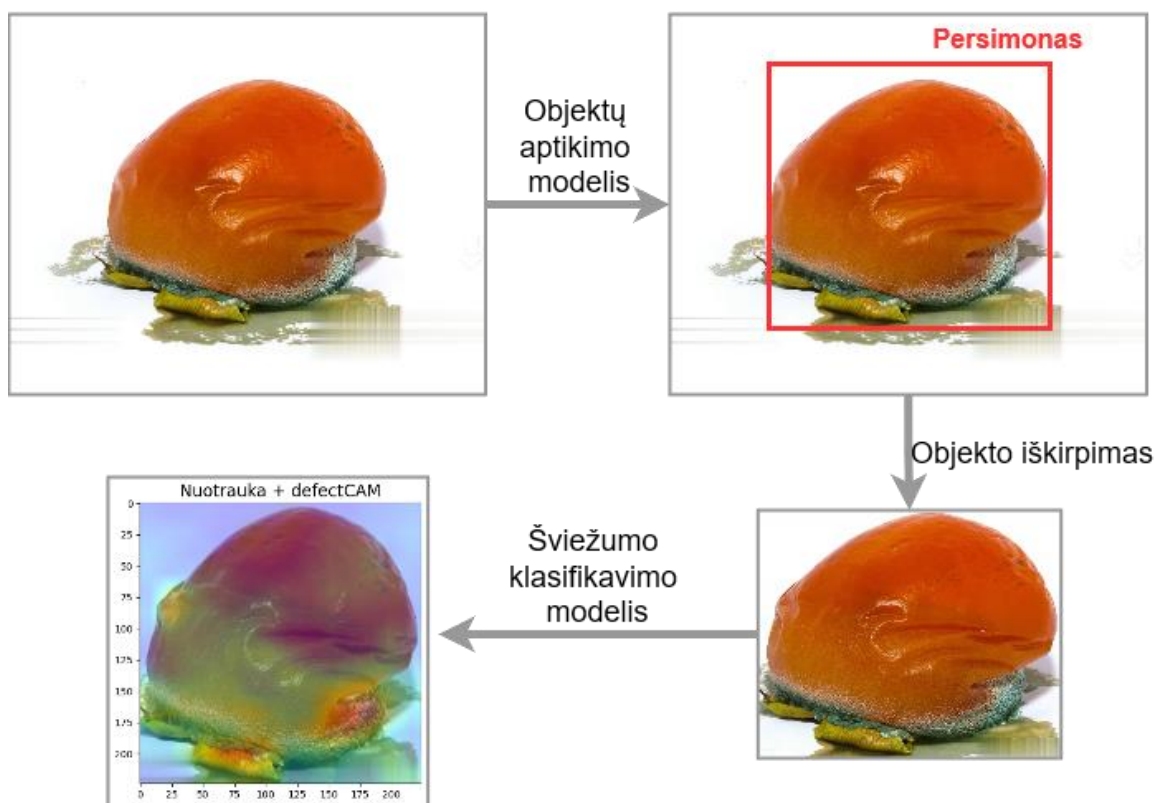 Persimonas
Objektų
aptikimo
modelis
Objekto iškirpimas
Šviežumo
klasifikavimo
modelis
Nuotrauka + defectCAM
0
25
50
75
100
125
150
175
200
0 25 50 75 100 125 150 175 200